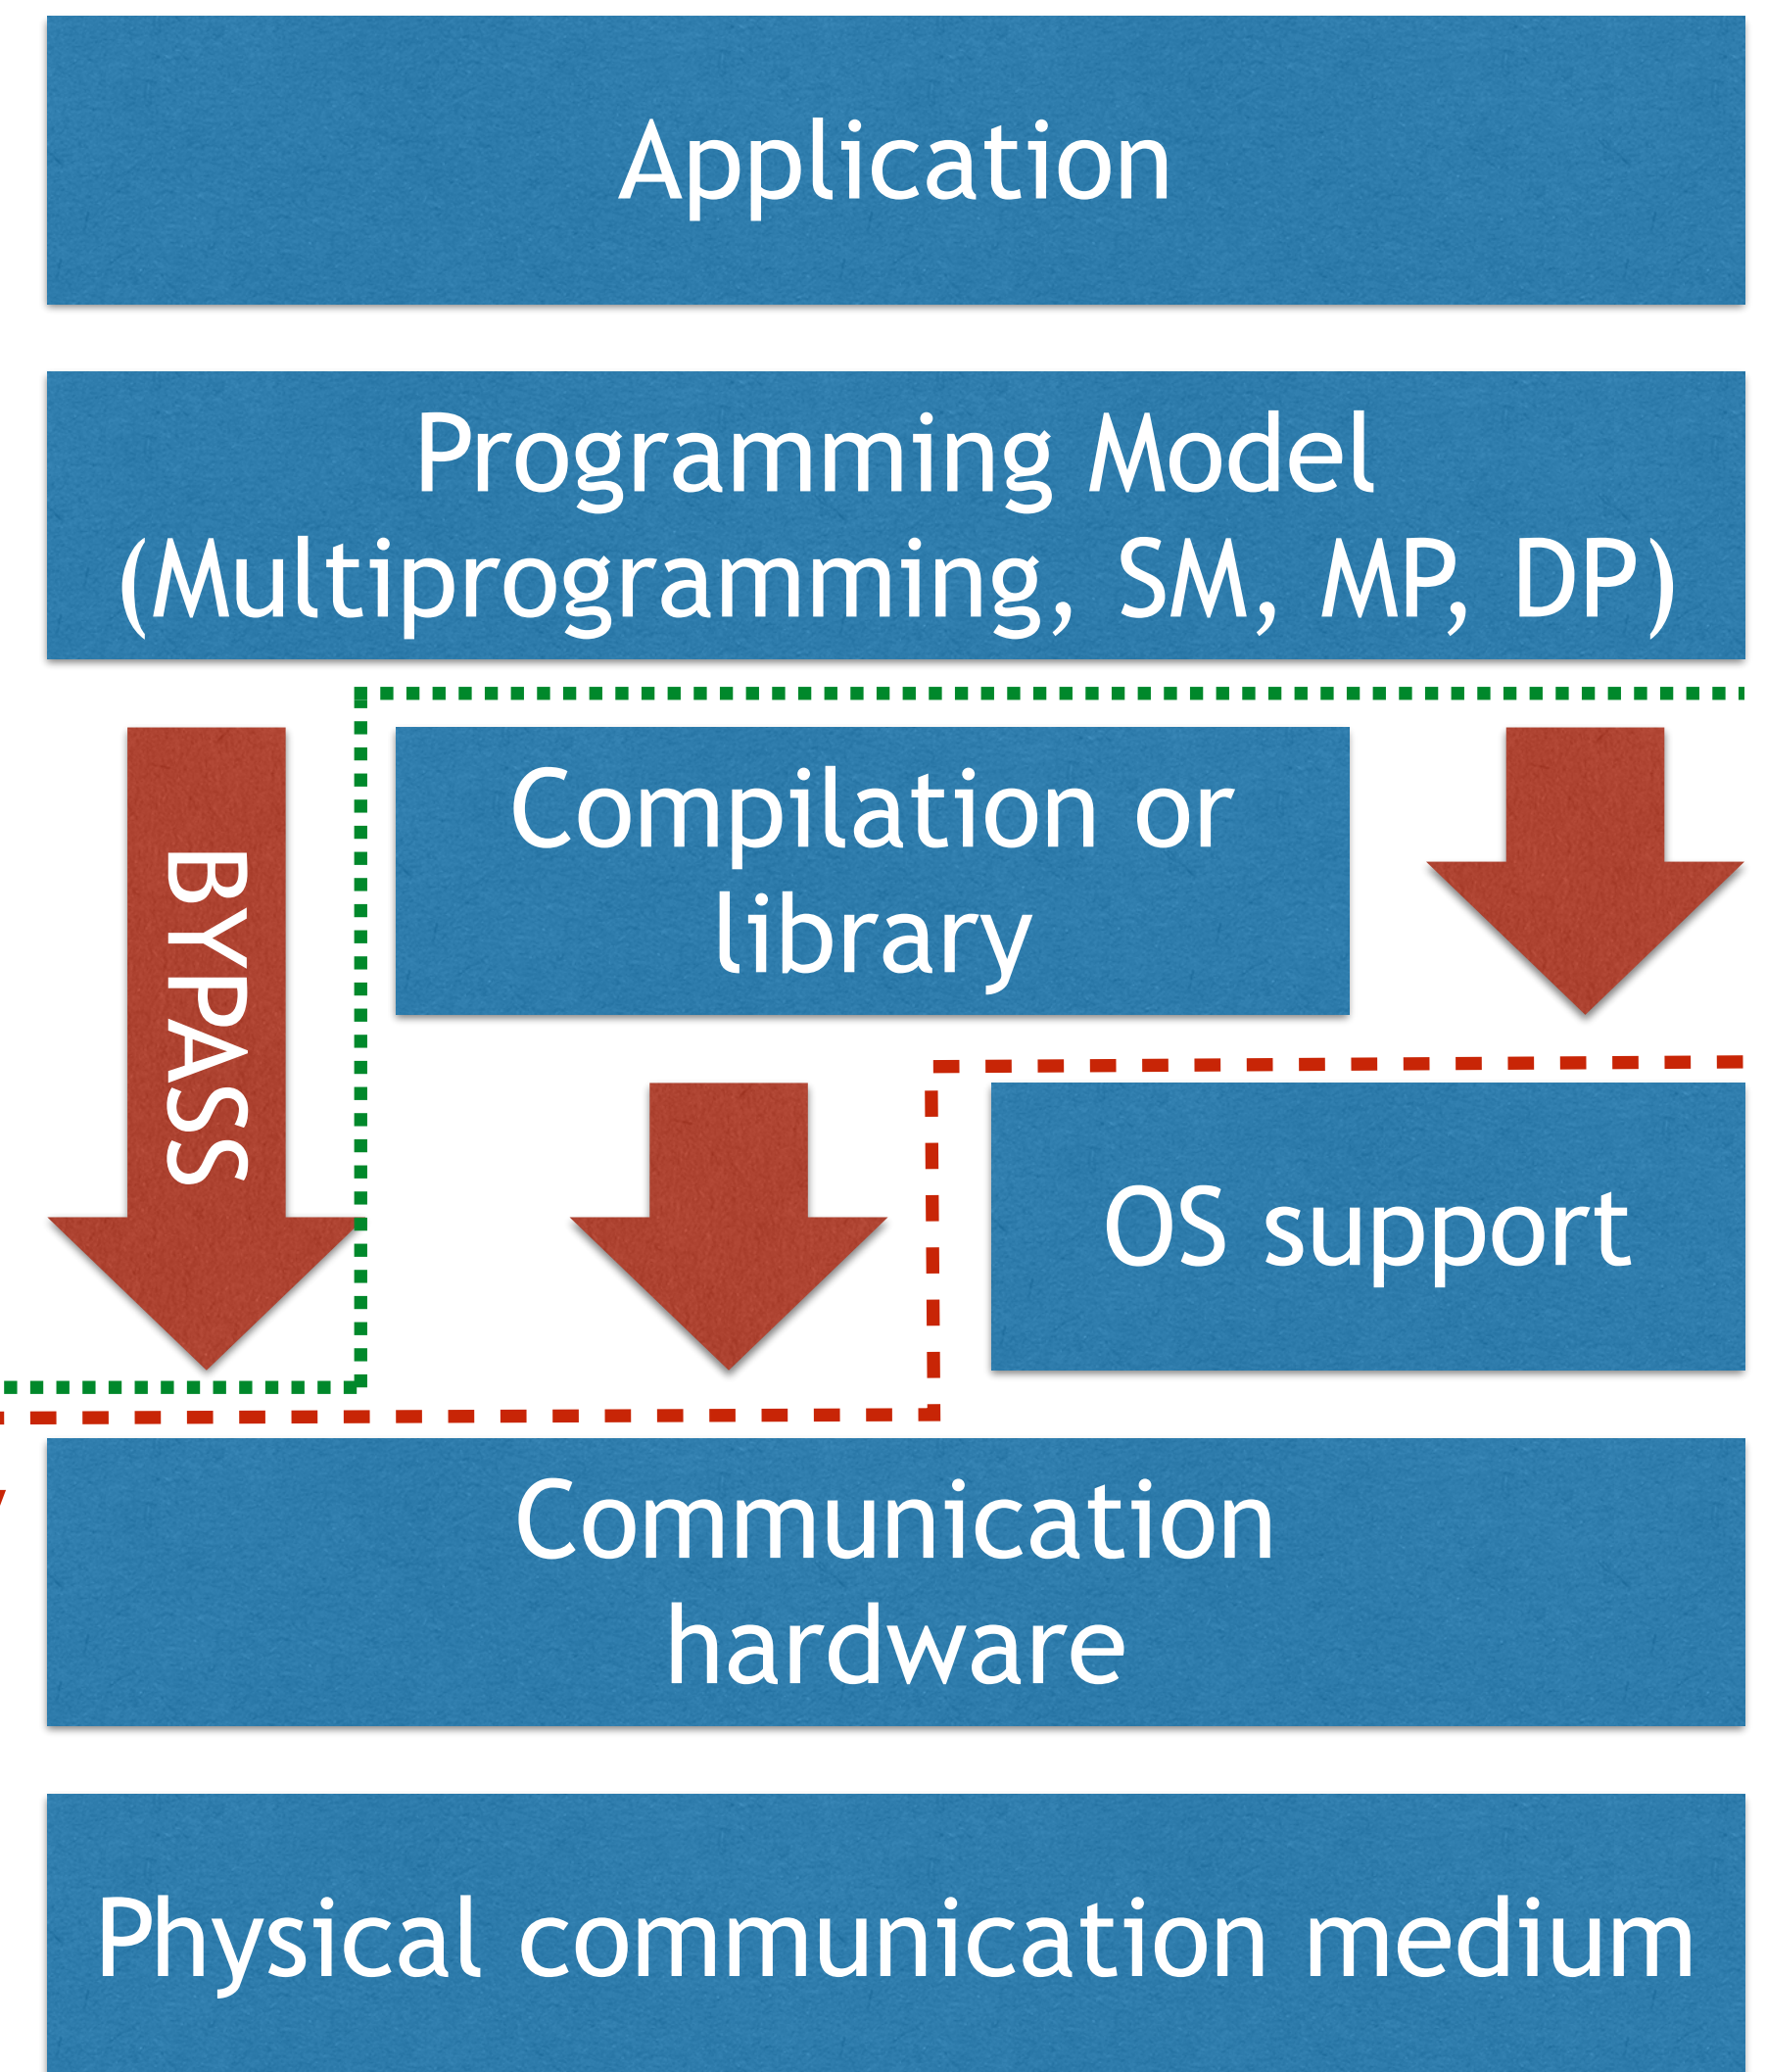 Application
Programming Model
(Multiprogramming, SM, MP, DP)
BYPASS
Compilation or
library
OS support
Communication
hardware
Physical communication medium